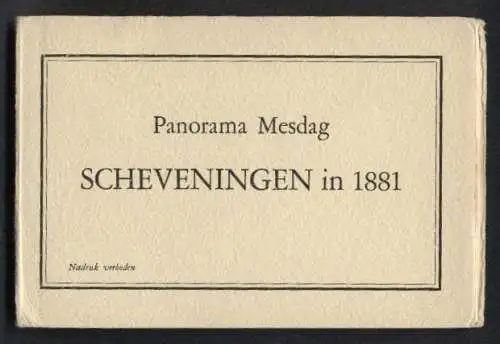 Panorama Mesdag
SCHEVENINGEN in 1881
Nadruk verboden